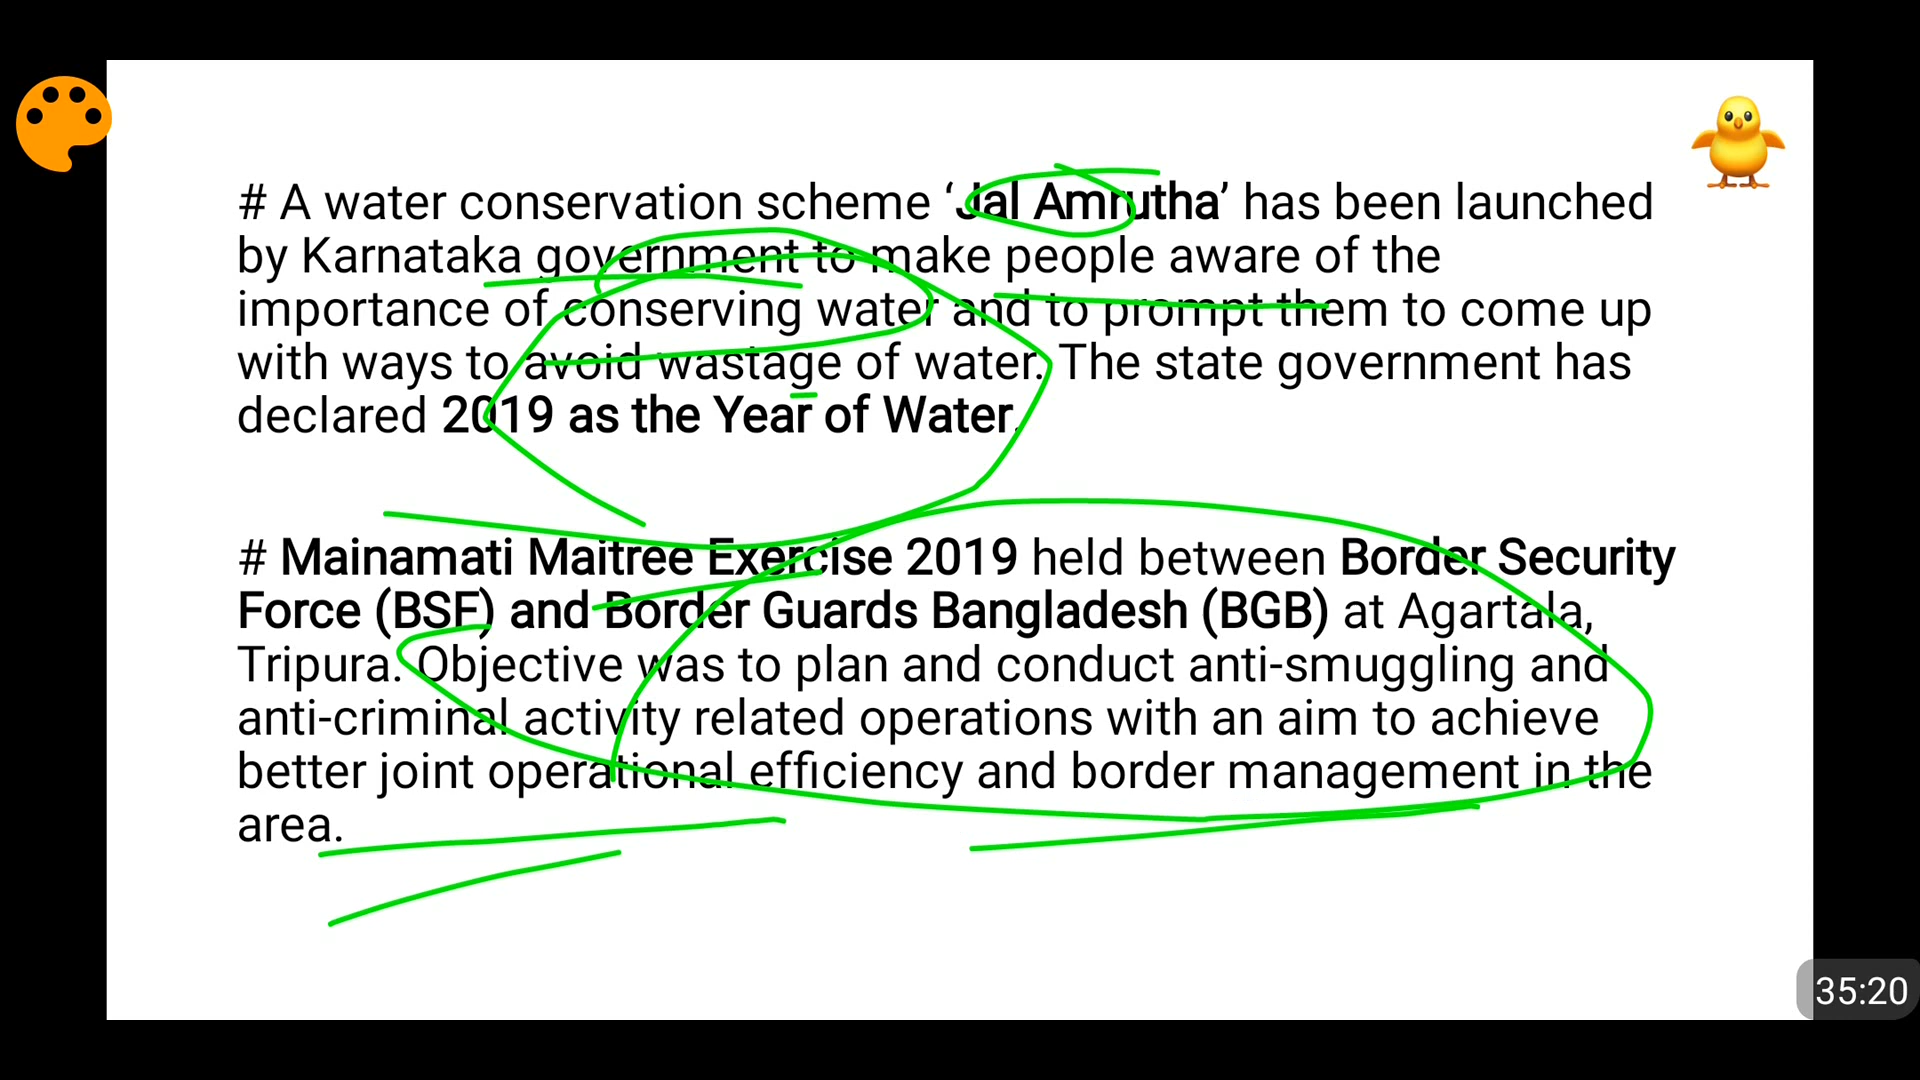 # A water conservation scheme ‘Jal Amrutha’ has been launched
by Karnataka government to make people aware of the
importance of conserving water and to prompt them to come up
with ways to avoid wastage of water. The state government has
declared 2019 as the Year of Water.
# Mainamati Maitree Exercise 2019 held between Border Security
Force (BSF) and Border Guards Bangladesh (BGB) at Agartala,
Tripura. Objective was to plan and conduct anti-smuggling and
anti-criminal activity related operations with an aim to achieve
better joint operational efficiency and border management in the
area.
35:20